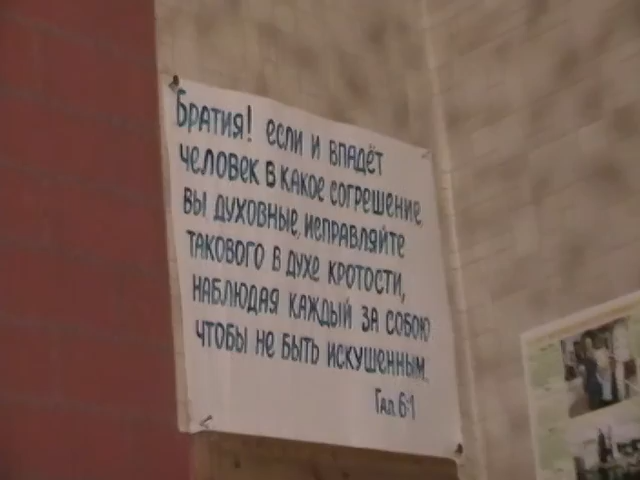 Братия! если и впадёт
человек в какое согрешение,
вы духовные, исправляйте
такового в духе кротости,
наблюдая каждый за собою
чтобы не быть искушенным.
Гал 6:1